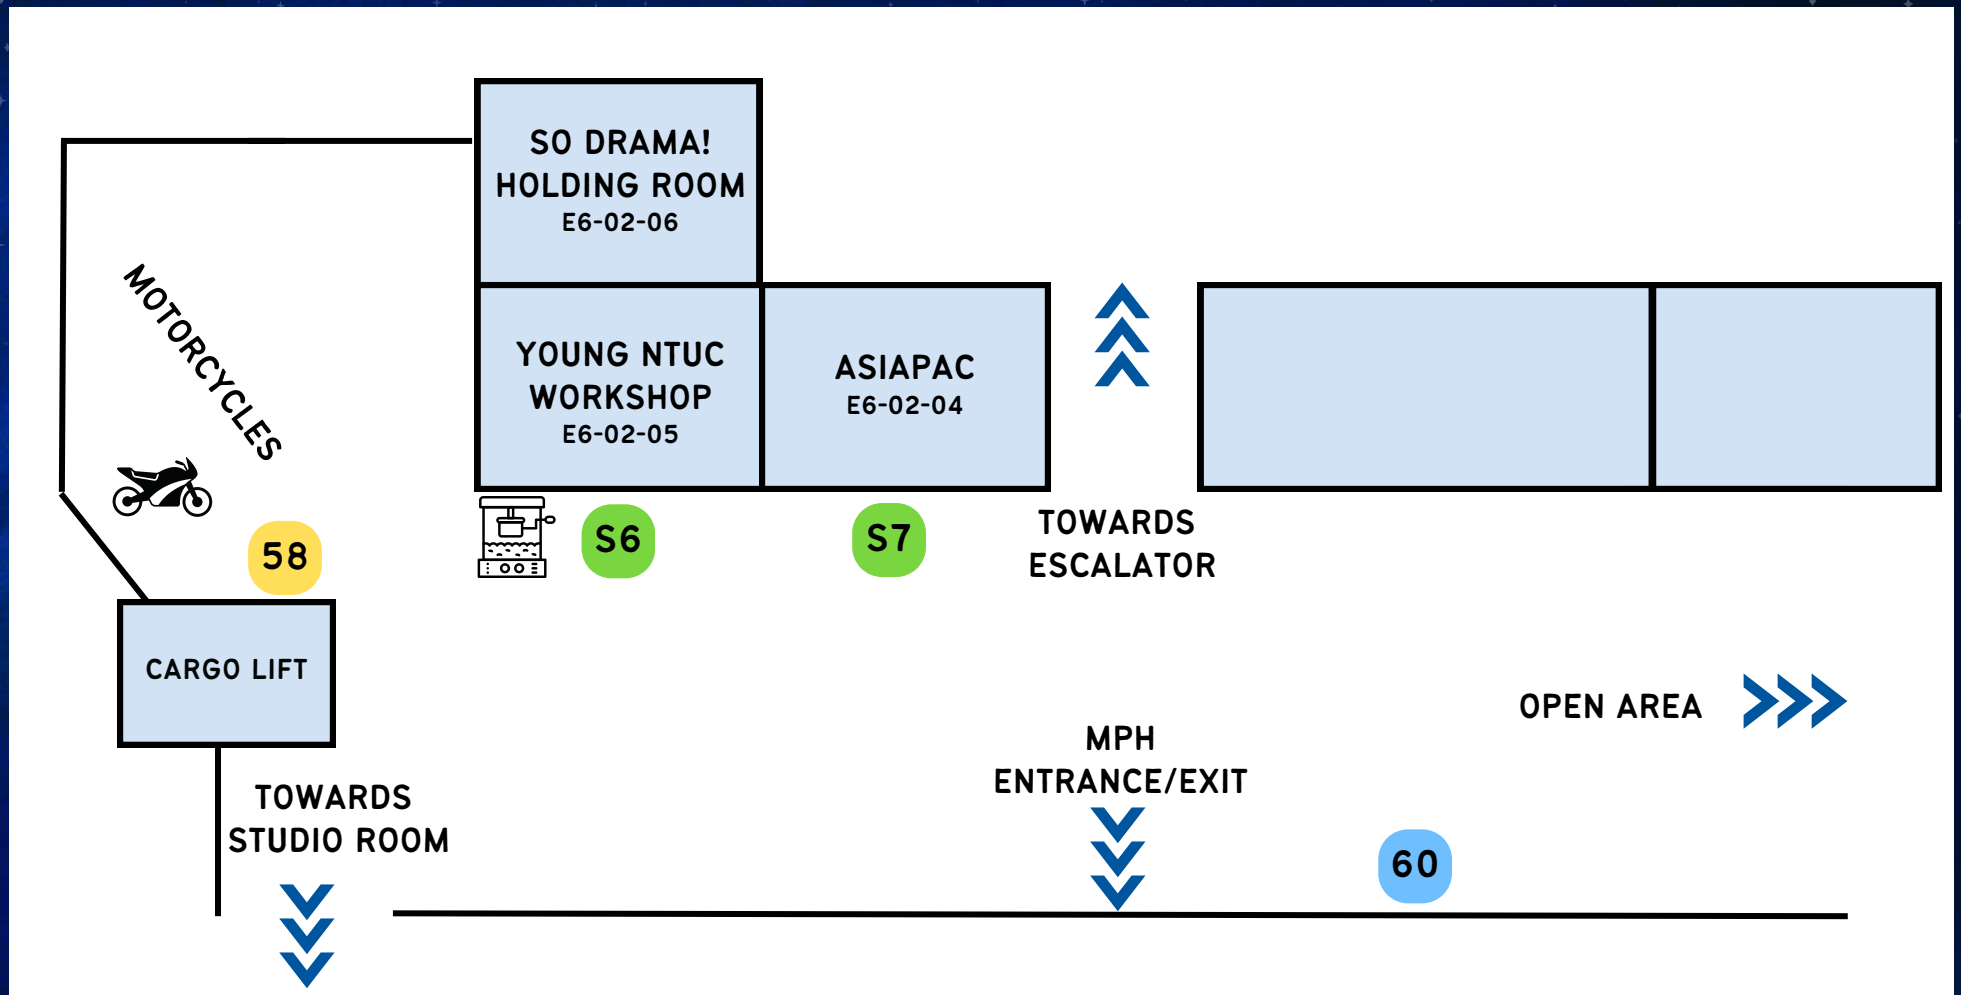 SO DRAMA!
HOLDING ROOM
E6-02-06
MOTORCYCLES
YOUNG NTUC
WORKSHOP
E6-02-05
ASIAPAC
E6-02-04
58
S6
S7
TOWARDS
ESCALATOR
CARGO LIFT
OPEN AREA
MPH
ENTRANCE/EXIT
TOWARDS
STUDIO ROOM
60